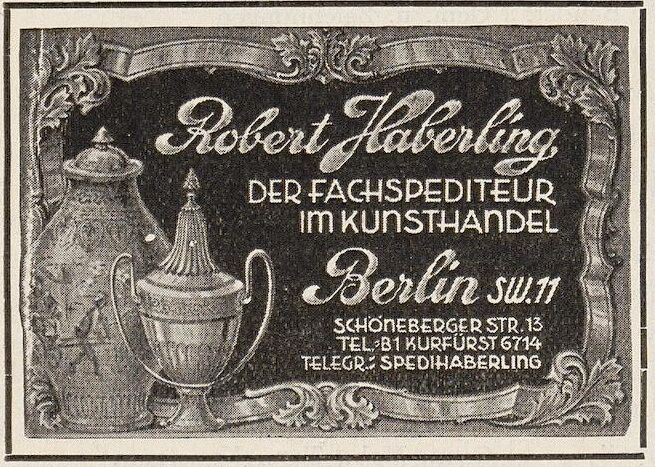 Robert Haberling
DER FACHSPEDITEUR
IM KUNSTHANDEL
Berlin SW.11
SCHÖNEBERGER STR. 13
TEL.: B1 KURFÜRST 6714
TELEGR.: SPEDIHABERLING